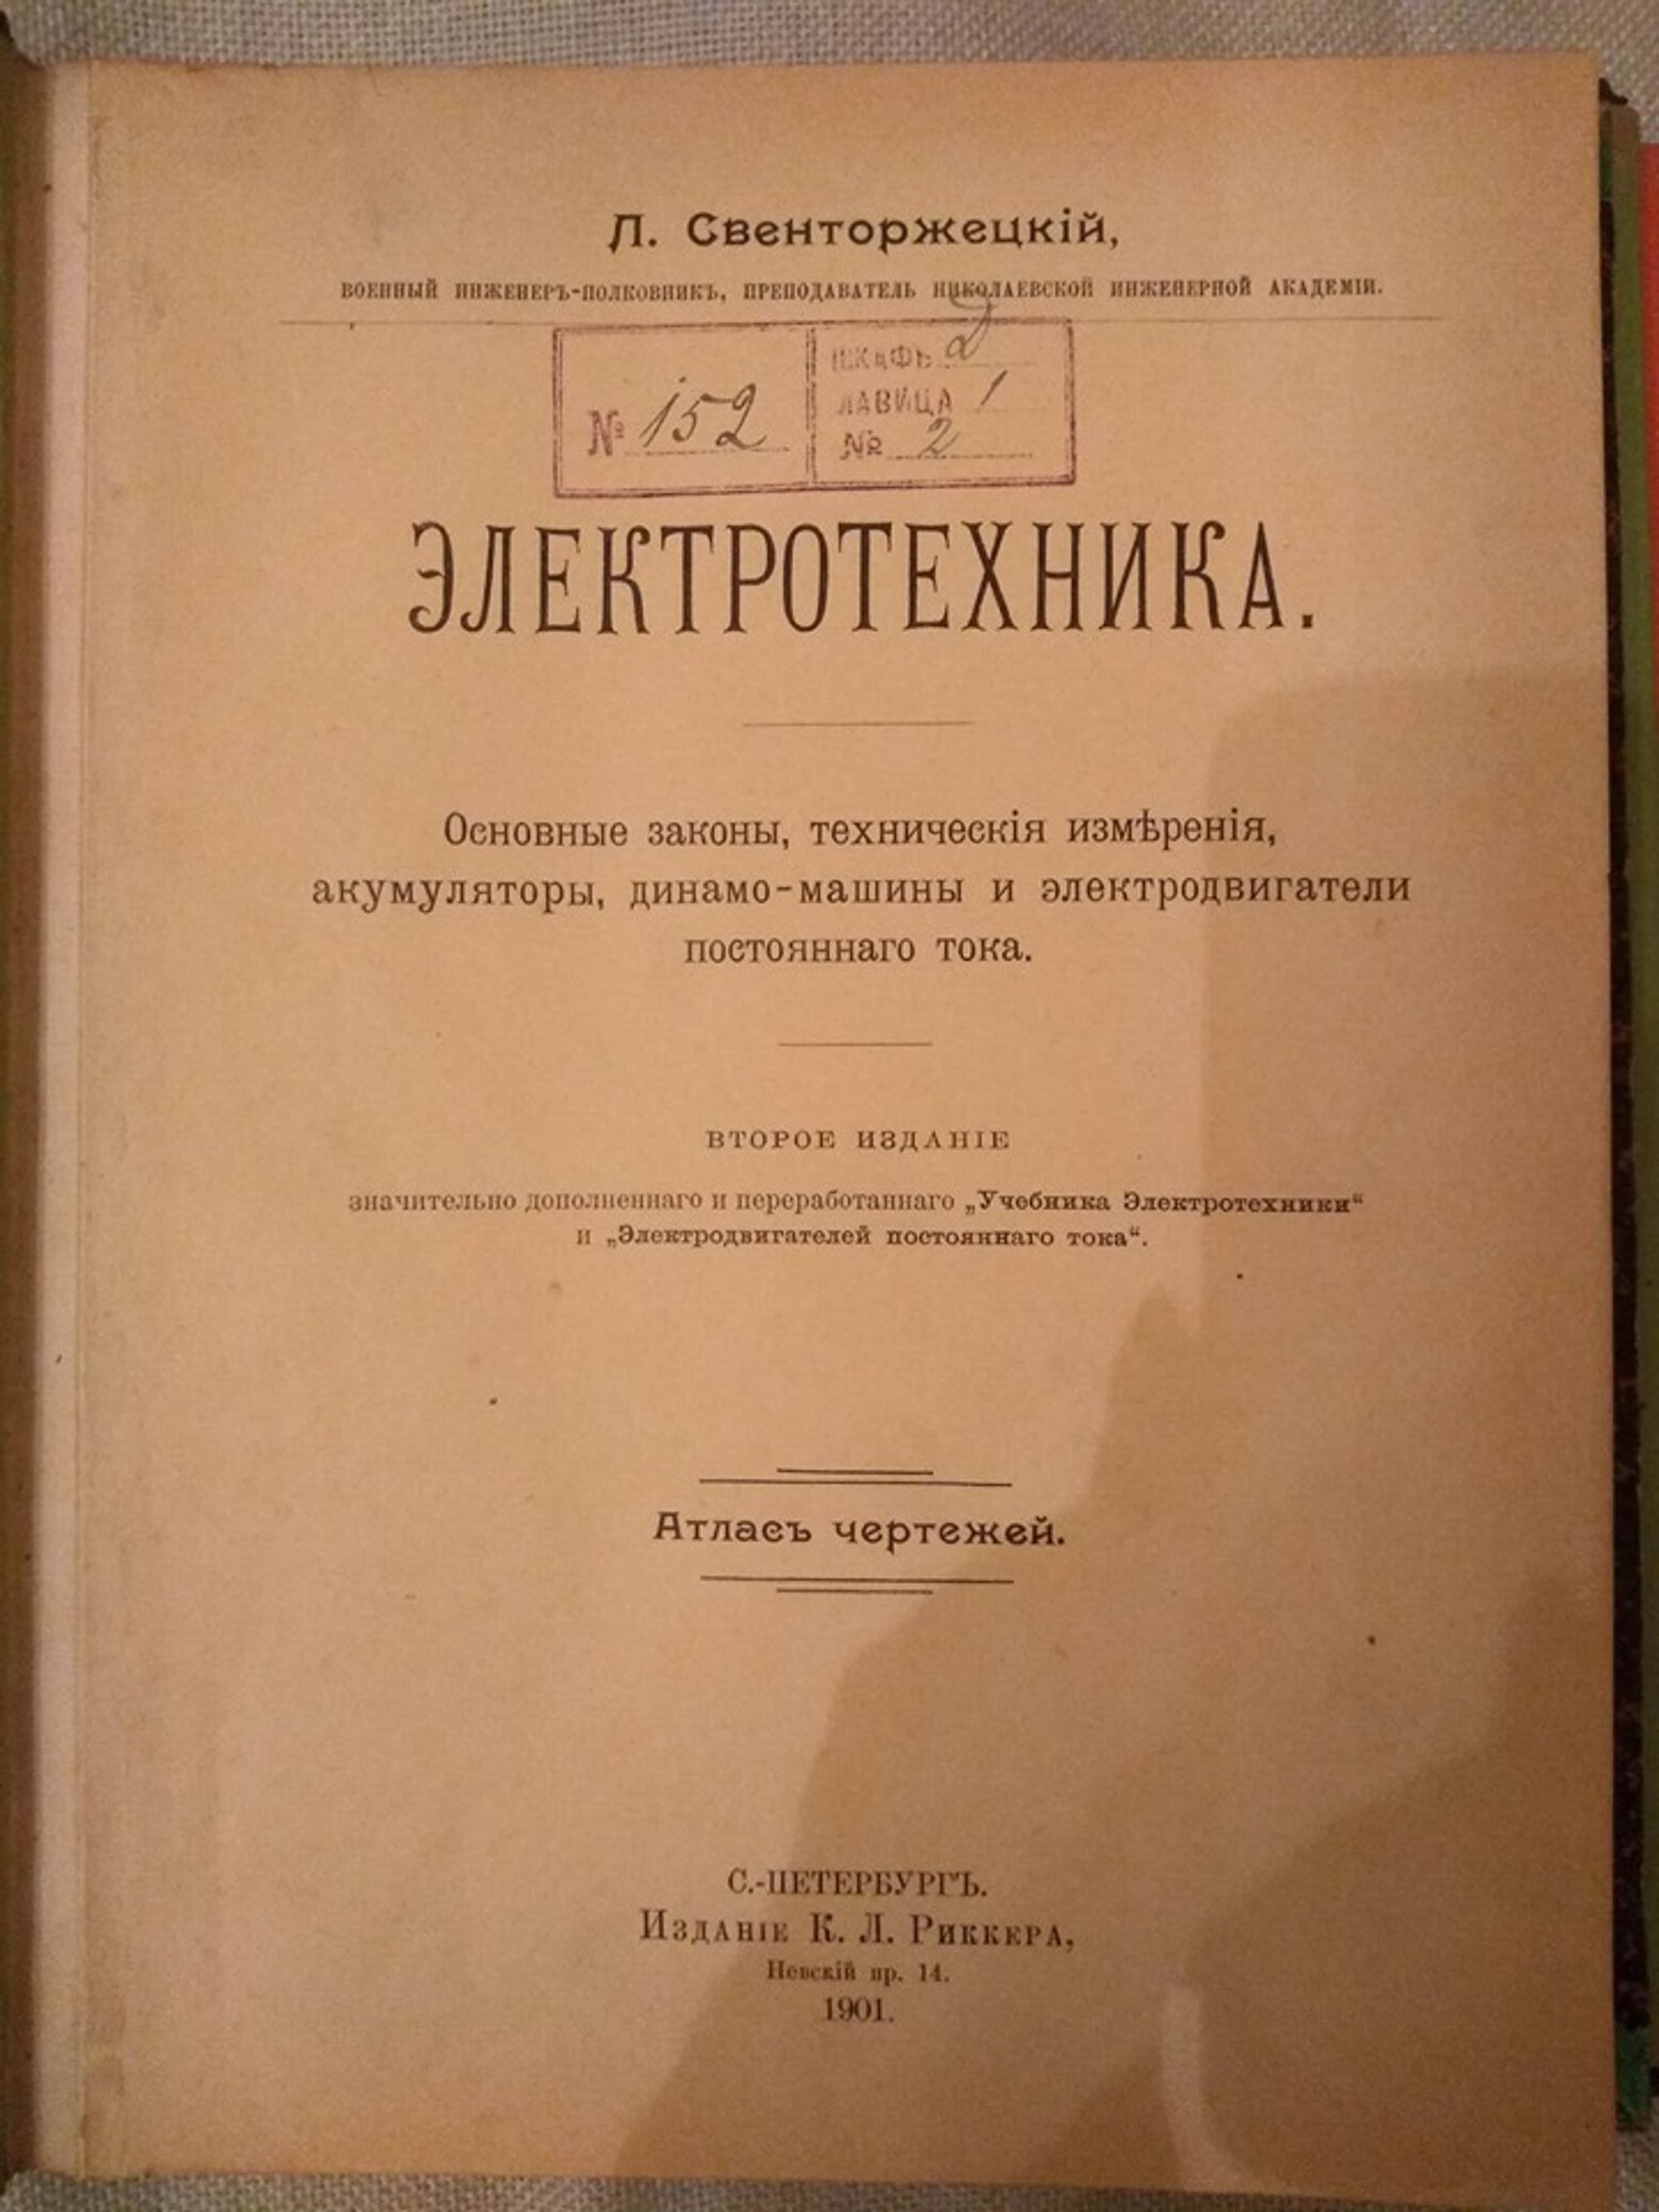 Л. Свенторжецкій,
ВОЕННЫЙ ИНЖЕНЕРЪ-ПОЛКОВНИКЪ, ПРЕПОДАВАТЕЛЬ НИКОЛАЕВСКОЙ ИНЖЕНЕРНОЙ АКАДЕМІИ.
№ 152
ШКАФЪ 2
ЛАВИЦА 1
№ 2
ЭЛЕКТРОТЕХНИКА.
Основные законы, техническія измѣренія,
акумуляторы, динамо-машины и электродвигатели
постояннаго тока.
ВТОРОЕ ИЗДАНІЕ
значительно дополненнаго и переработаннаго „Учебника Электротехники“
и „Электродвигателей постояннаго тока“.
Атласъ чертежей.
С.-ПЕТЕРБУРГЪ.
Изданіе К. Л. Риккера,
Невскій пр. 14.
1901.